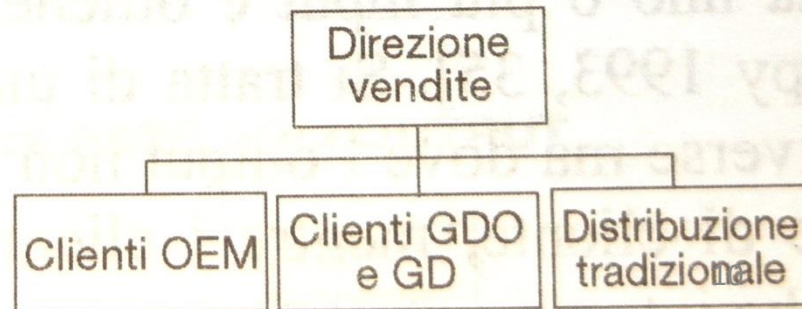 Direzione
vendite
Clienti OEM
Clienti GDO
e GD
Distribuzione
tradizionale